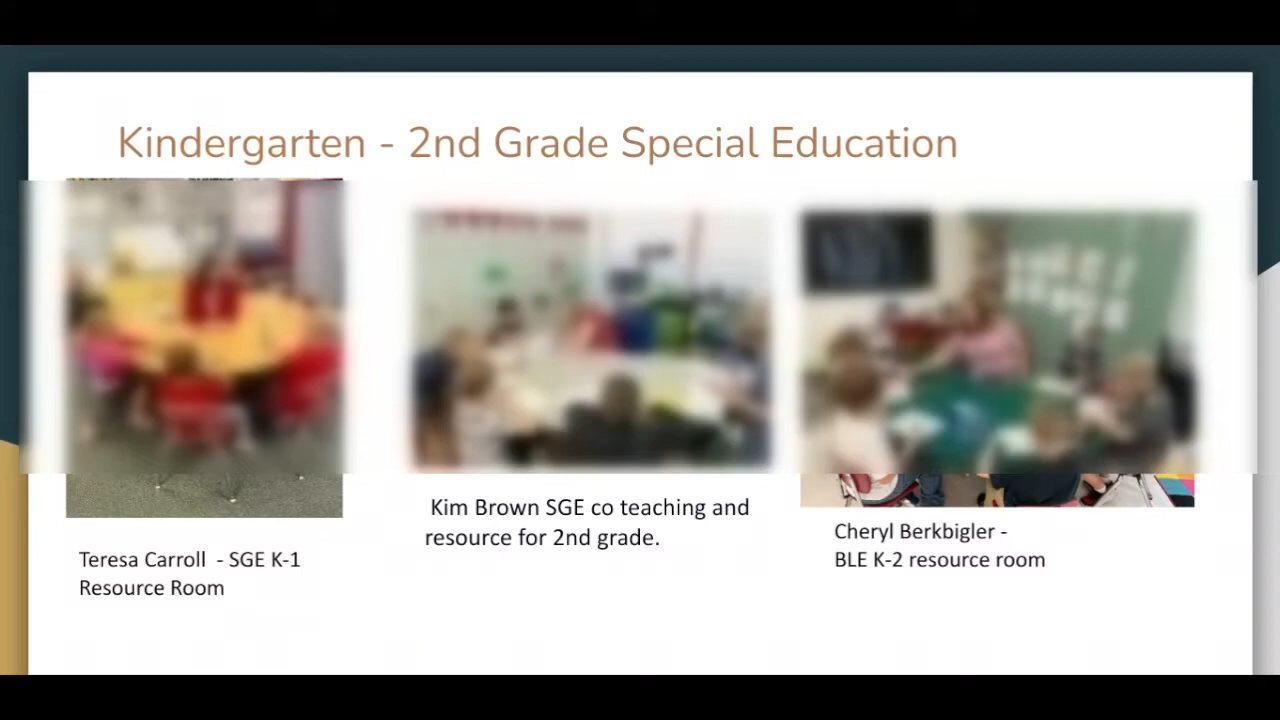 Kindergarten - 2nd Grade Special Education
Kim Brown SGE co teaching and
resource for 2nd grade.
Cheryl Berkbigler -
BLE K-2 resource room
Teresa Carroll - SGE K-1
Resource Room